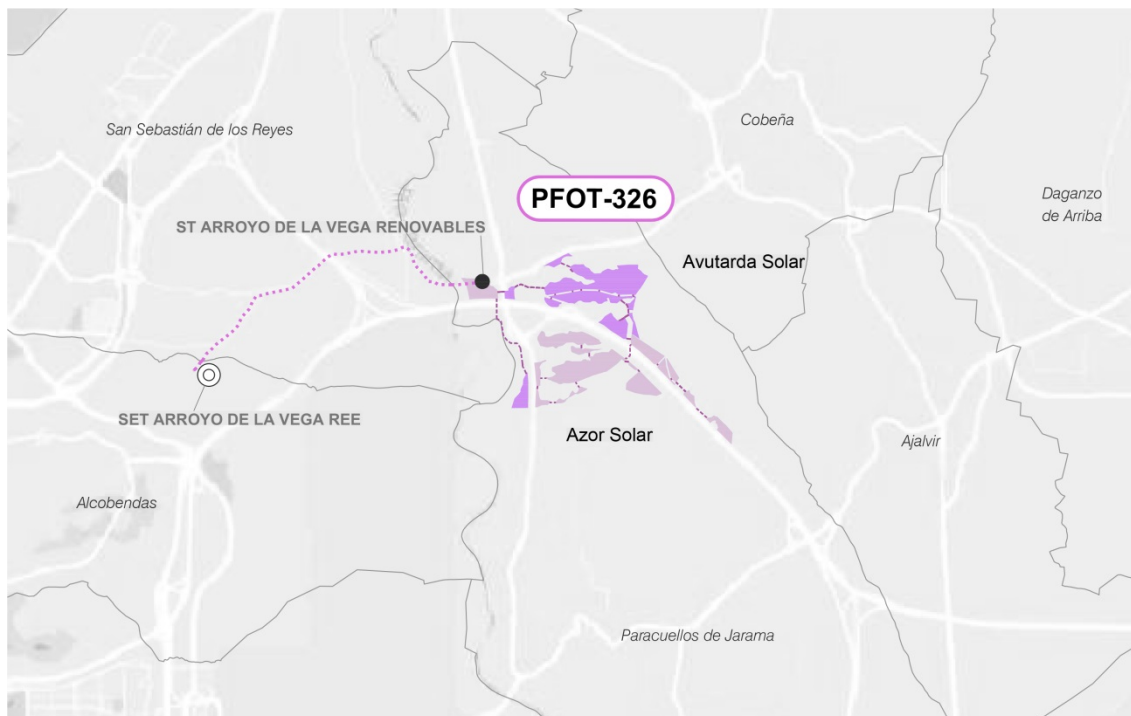 Cobeña
San Sebastián de los Reyes
PFOT-326
Daganzo
de Arriba
ST ARROYO DE LA VEGA RENOVABLES
Avutarda Solar
SET ARROYO DE LA VEGA REE
Azor Solar
Ajalvir
Alcobendas
Paracuellos de Jarama